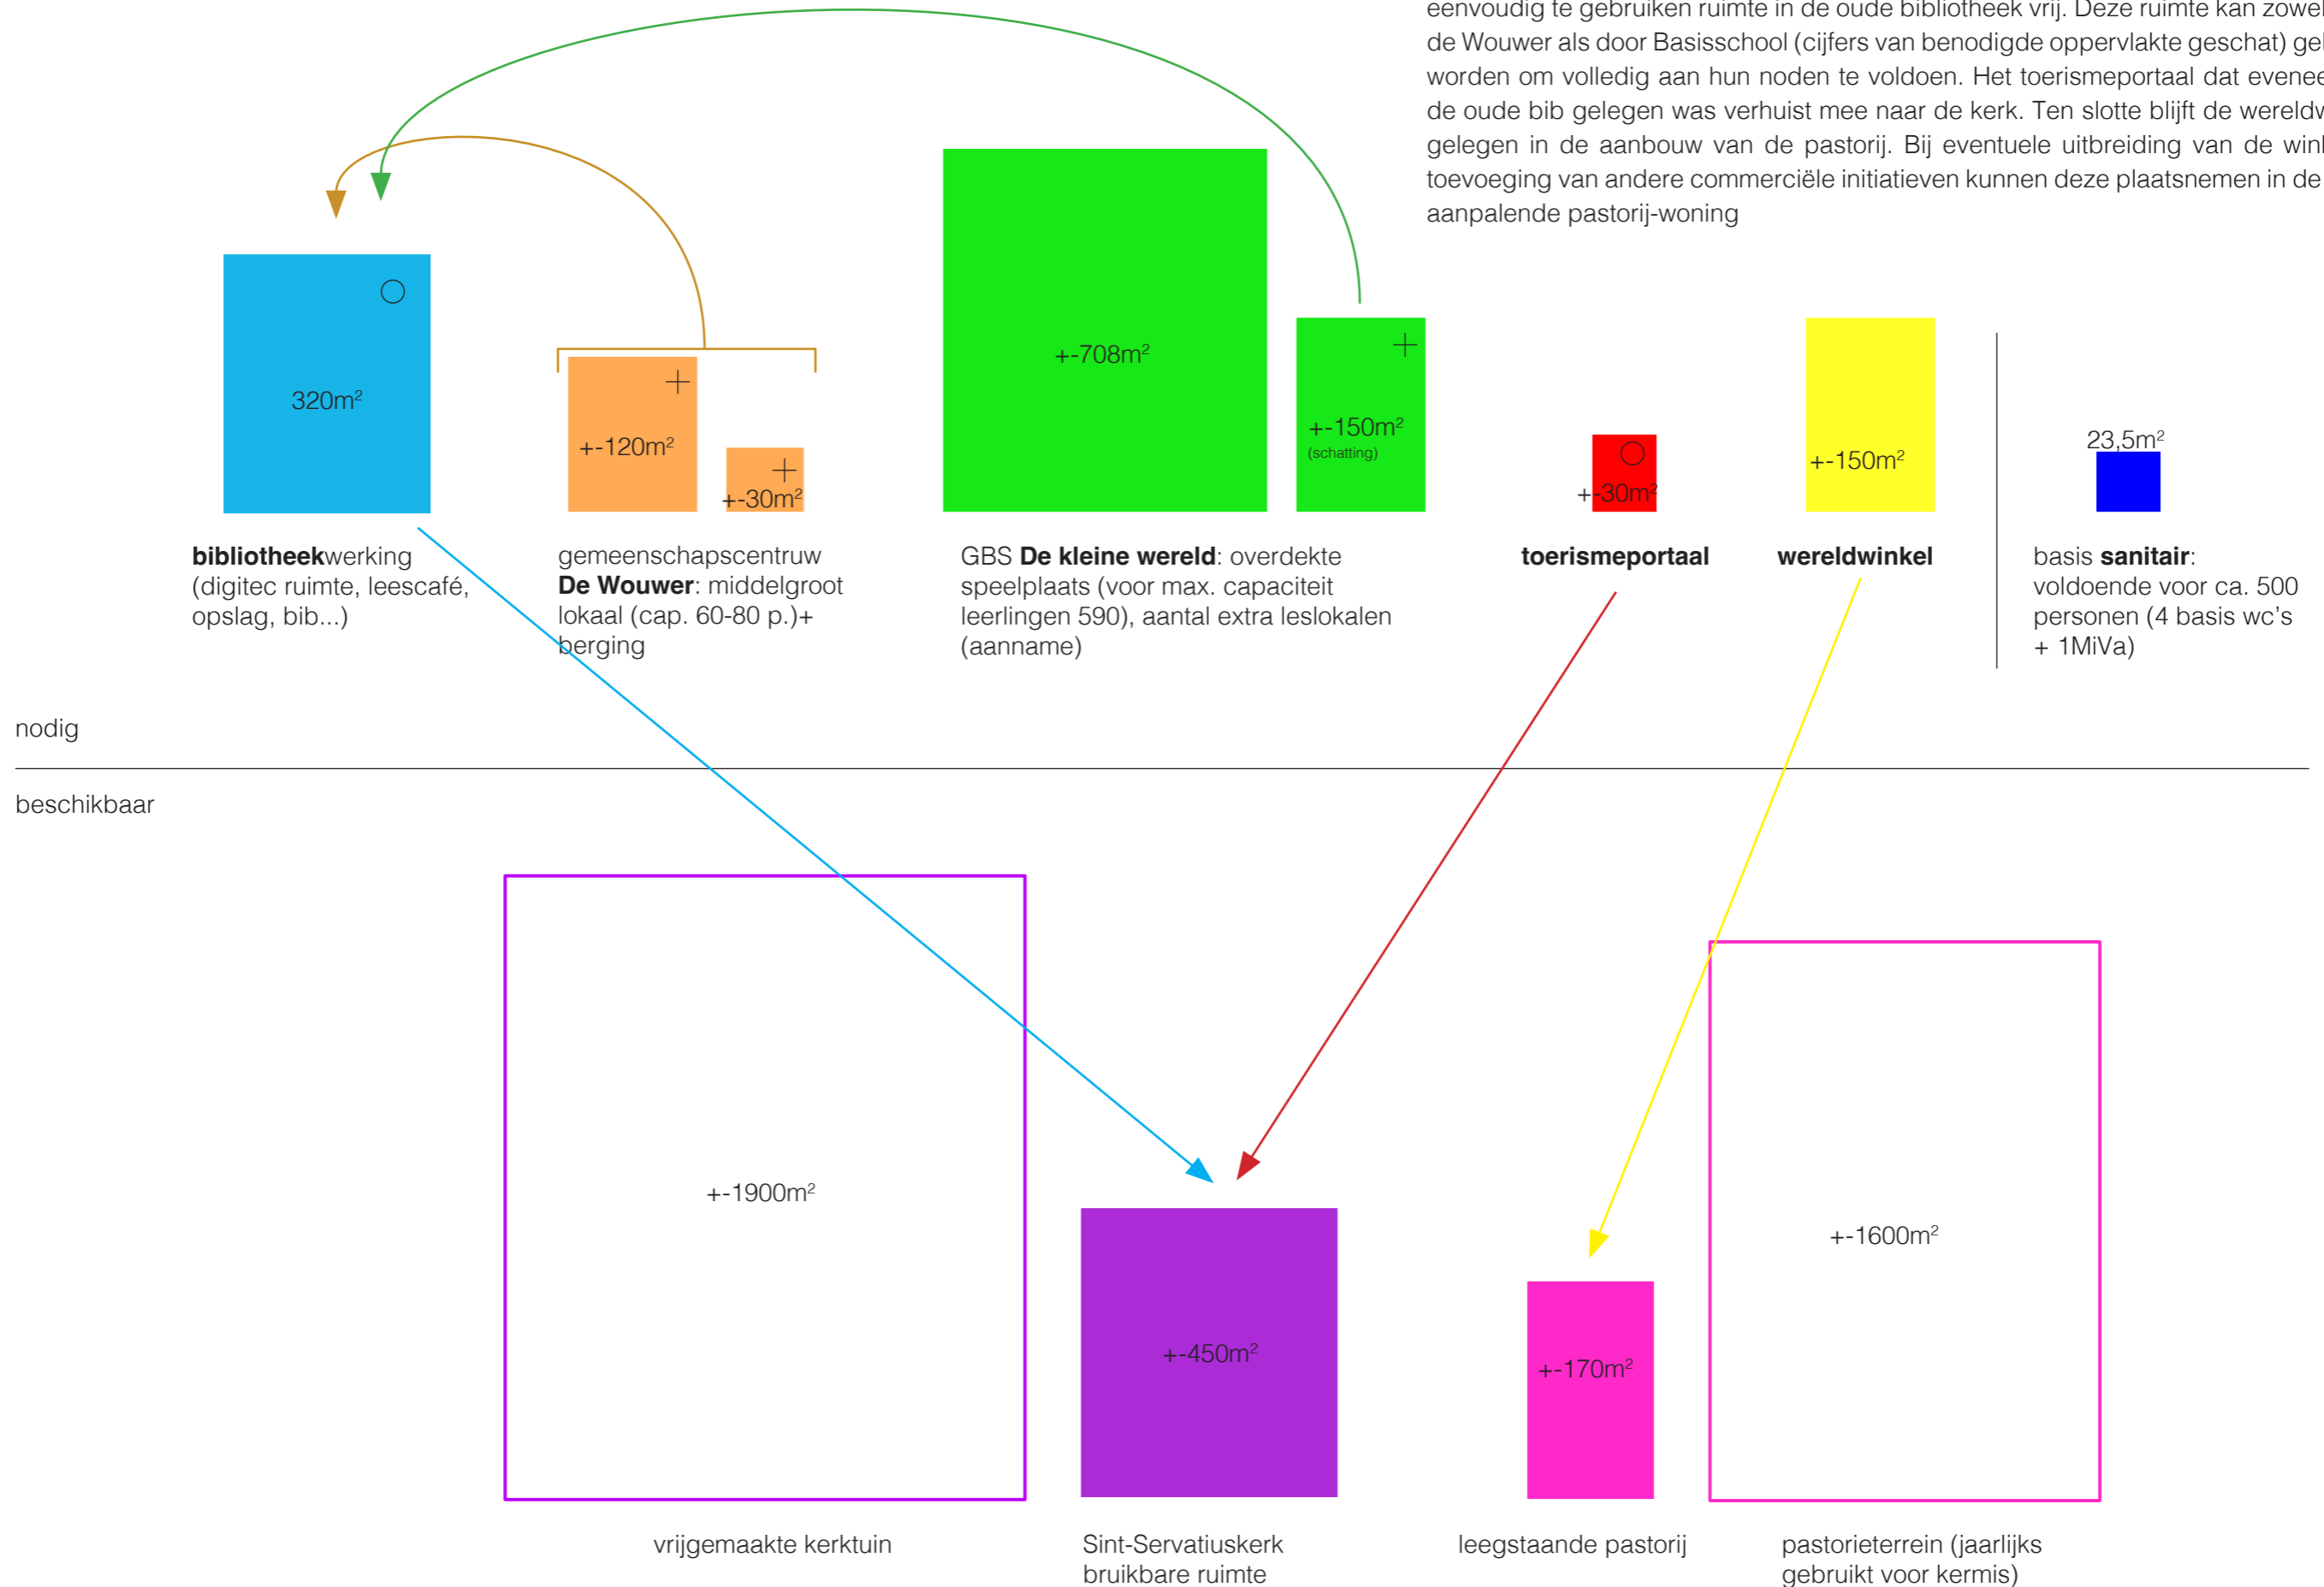 eenvoudig te gebruiken ruimte in de oude bibliotheek vrij. Deze ruimte kan zowel
de Wouwer als door Basisschool (cijfers van benodigde oppervlakte geschat)
worden om volledig aan hun noden te voldoen. Het toerismeportaal dat
de oude bib gelegen was verhuist mee naar de kerk. Ten slotte blijft de
gelegen in de aanbouw van de pastorij. Bij eventuele uitbreiding van de
toevoeging van andere commerciële initiatieven kunnen deze plaatsnemen in de
aanpalende pastorij-woning
320m²
+-120m²
+-30m²
+-708m²
+-150m²
(schatting)
+-30m²
+-150m²
23,5m²
bibliotheekwerking
(digitec ruimte, leescafé,
opslag, bib...)
gemeenschapscentruw
De Wouwer: middelgroot
lokaal (cap. 60-80 p.)+
berging
GBS De kleine wereld: overdekte
speelplaats (voor max. capaciteit
leerlingen 590), aantal extra leslokalen
(aanname)
toerismeportaal
wereldwinkel
basis sanitair:
voldoende voor ca. 500
personen (4 basis wc's
+ 1MiVa)
nodig
beschikbaar
+-1900m²
+-450m²
+-170m²
+-1600m²
vrijgemaakte kerktuin
Sint-Servatiuskerk
bruikbare ruimte
leegstaande pastorij
pastorieterrein (jaarlijks
gebruikt voor kermis)